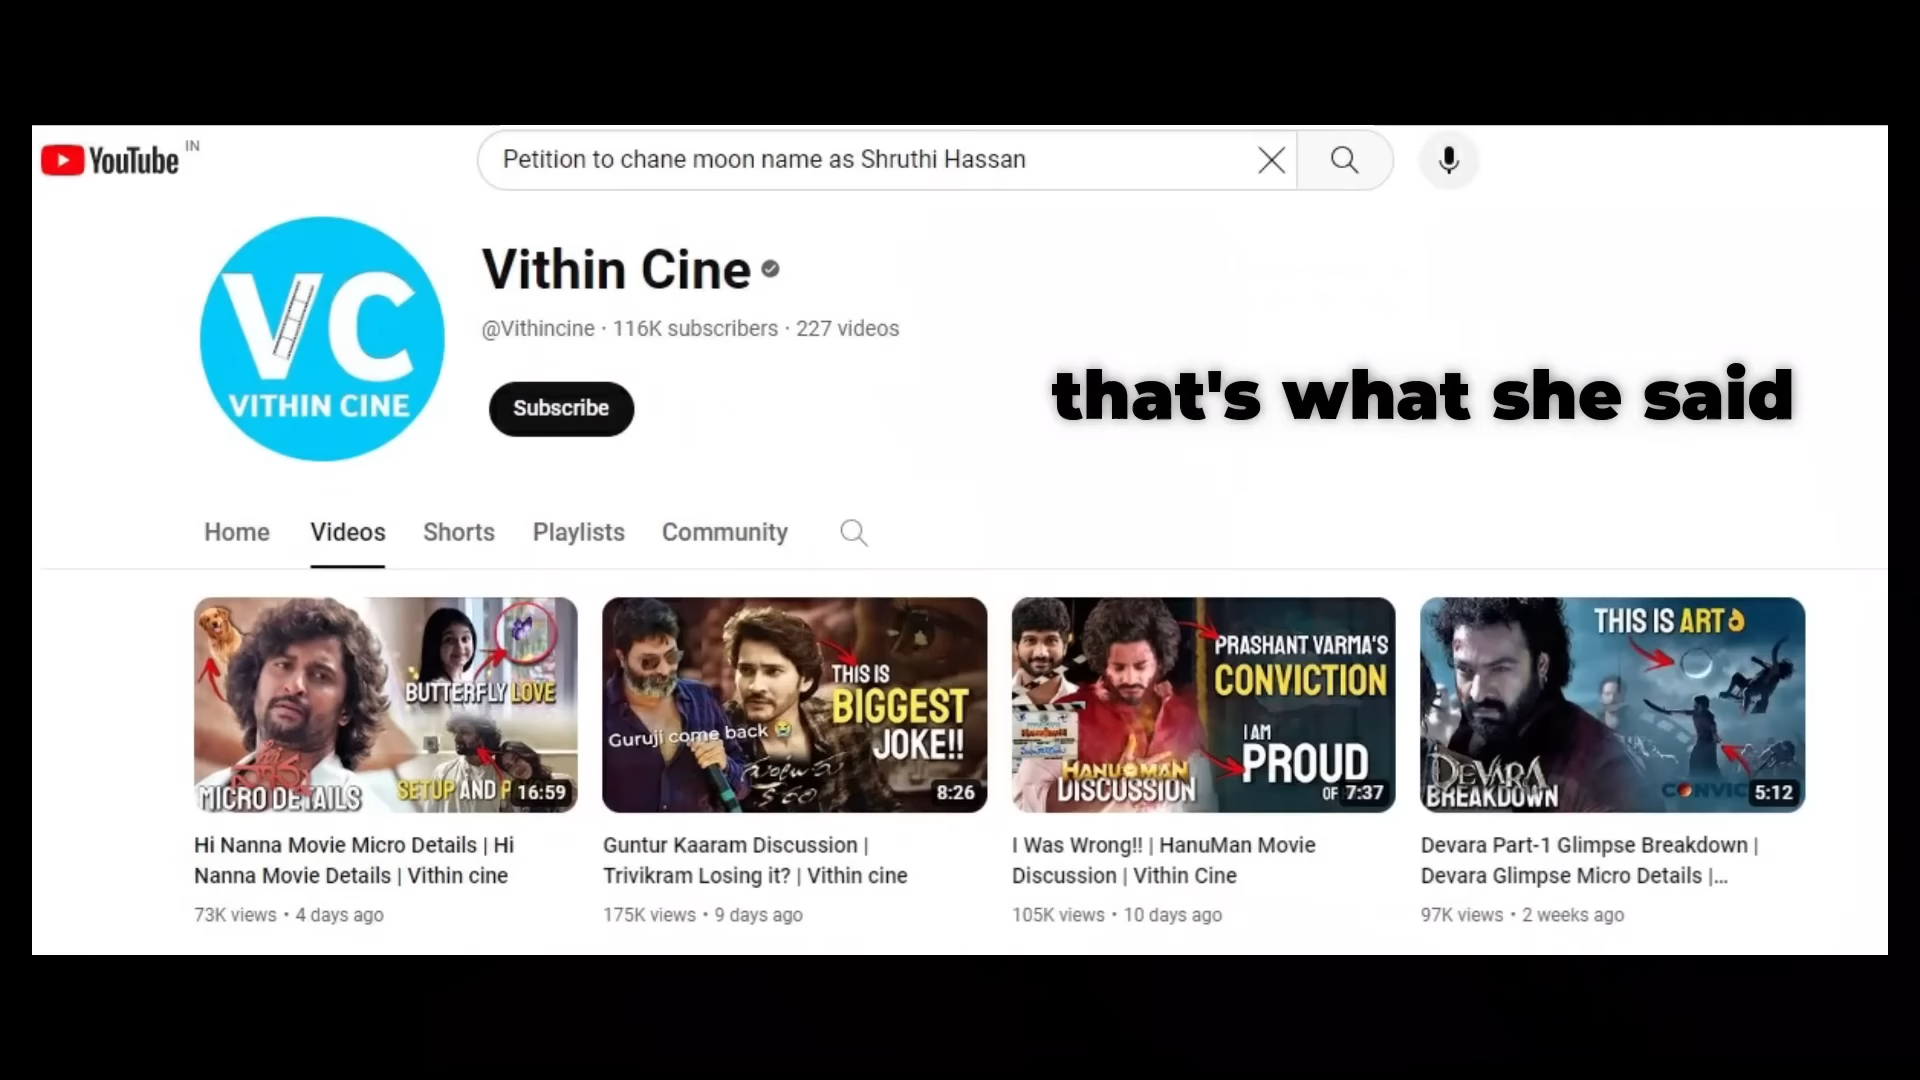 YouTube IN
Petition to chane moon name as Shruthi Hassan
VC
VITHIN CINE
Vithin Cine
@Vithincine · 116K subscribers · 227 videos
Subscribe
that's what she said
Home Videos Shorts Playlists Community
BUTTERFLY LOVE
MICRO DETAILS
SETUP AND P
16:59
THIS IS
BIGGEST
JOKE!!
Guruji come back 😭
8:26
PRASHANT VARMA'S
CONVICTION
I AM
PROUD
OF
HANUMAN
DISCUSSION
7:37
THIS IS ART👌
DEVARA
BREAKDOWN
CONVIC
5:12
Hi Nanna Movie Micro Details | Hi
Nanna Movie Details | Vithin cine
73K views • 4 days ago
Guntur Kaaram Discussion |
Trivikram Losing it? | Vithin cine
175K views • 9 days ago
I Was Wrong!! | HanuMan Movie
Discussion | Vithin Cine
105K views • 10 days ago
Devara Part-1 Glimpse Breakdown |
Devara Glimpse Micro Details |...
97K views • 2 weeks ago